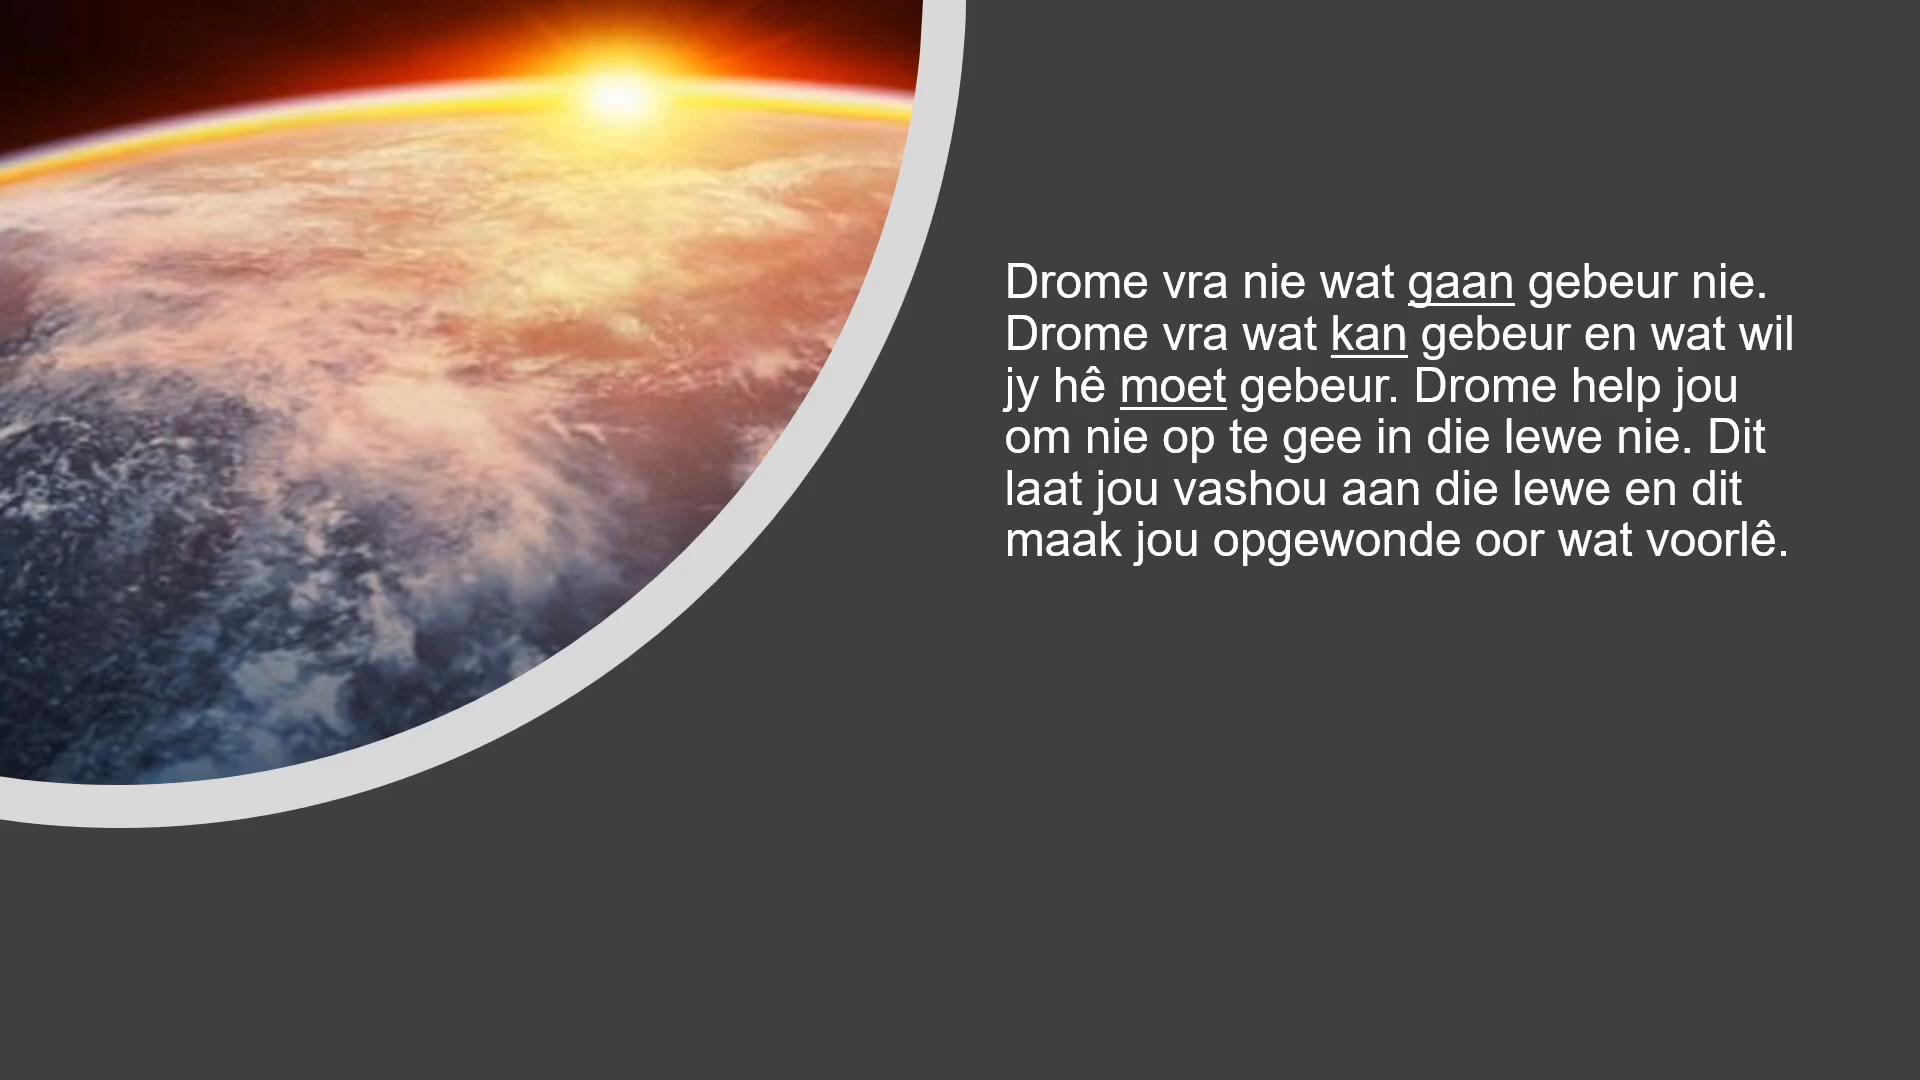 Drome vra nie wat gaan gebeur nie.
Drome vra wat kan gebeur en wat wil
jy hê moet gebeur. Drome help jou
om nie op te gee in die lewe nie. Dit
laat jou vashou aan die lewe en dit
maak jou opgewonde oor wat voorlê.